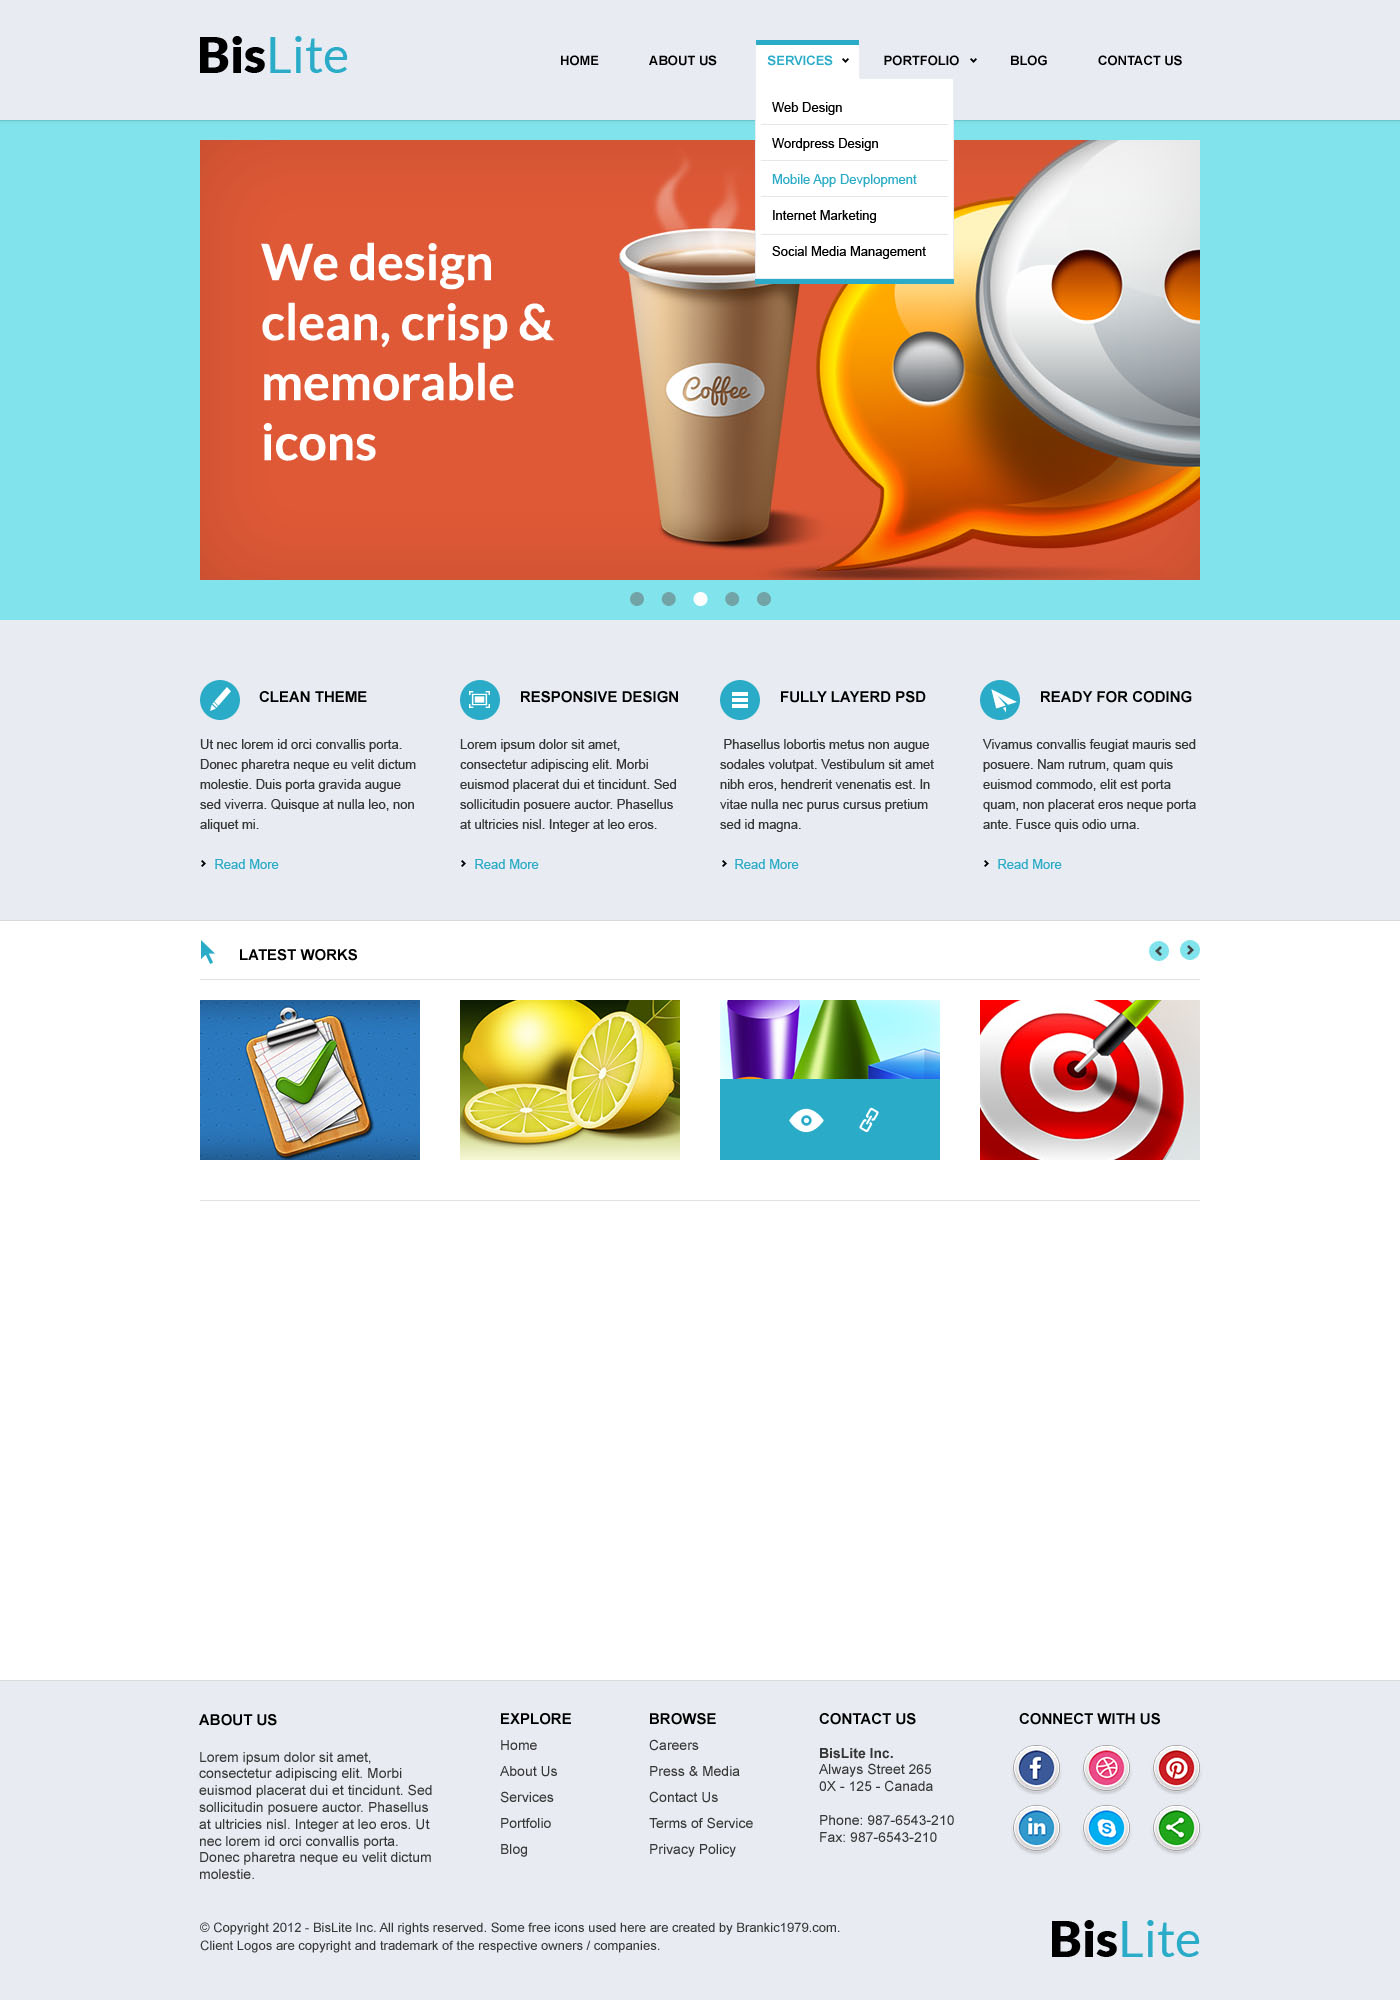 BisLite
HOME
ABOUT US
SERVICES
PORTFOLIO
BLOG
CONTACT US
Web Design
Wordpress Design
Mobile App Devplopment
Internet Marketing
Social Media Management
We design
clean, crisp &
memorable
icons
Coffee
CLEAN THEME
Ut nec lorem id orci convallis porta.
Donec pharetra neque eu velit dictum
molestie. Duis porta gravida augue
sed viverra. Quisque at nulla leo, non
aliquet mi.
Read More
RESPONSIVE DESIGN
Lorem ipsum dolor sit amet,
consectetur adipiscing elit. Morbi
euismod placerat dui et tincidunt. Sed
sollicitudin posuere auctor. Phasellus
at ultricies nisl. Integer at leo eros.
Read More
FULLY LAYERD PSD
Phasellus lobortis metus non augue
sodales volutpat. Vestibulum sit amet
nibh eros, hendrerit venenatis est. In
vitae nulla nec purus cursus pretium
sed id magna.
Read More
READY FOR CODING
Vivamus convallis feugiat mauris sed
posuere. Nam rutrum, quam quis
euismod commodo, elit est porta
quam, non placerat eros neque porta
ante. Fusce quis odio urna.
Read More
LATEST WORKS
ABOUT US
Lorem ipsum dolor sit amet,
consectetur adipiscing elit. Morbi
euismod placerat dui et tincidunt. Sed
sollicitudin posuere auctor. Phasellus
at ultricies nisl. Integer at leo eros. Ut
nec lorem id orci convallis porta.
Donec pharetra neque eu velit dictum
molestie.
EXPLORE
Home
About Us
Services
Portfolio
Blog
BROWSE
Careers
Press & Media
Contact Us
Terms of Service
Privacy Policy
CONTACT US
BisLite Inc.
Always Street 265
0X - 125 - Canada
Phone: 987-6543-210
Fax: 987-6543-210
CONNECT WITH US
© Copyright 2012 - BisLite Inc. All rights reserved. Some free icons used here are created by Brankic1979.com.
Client Logos are copyright and trademark of the respective owners / companies.
BisLite